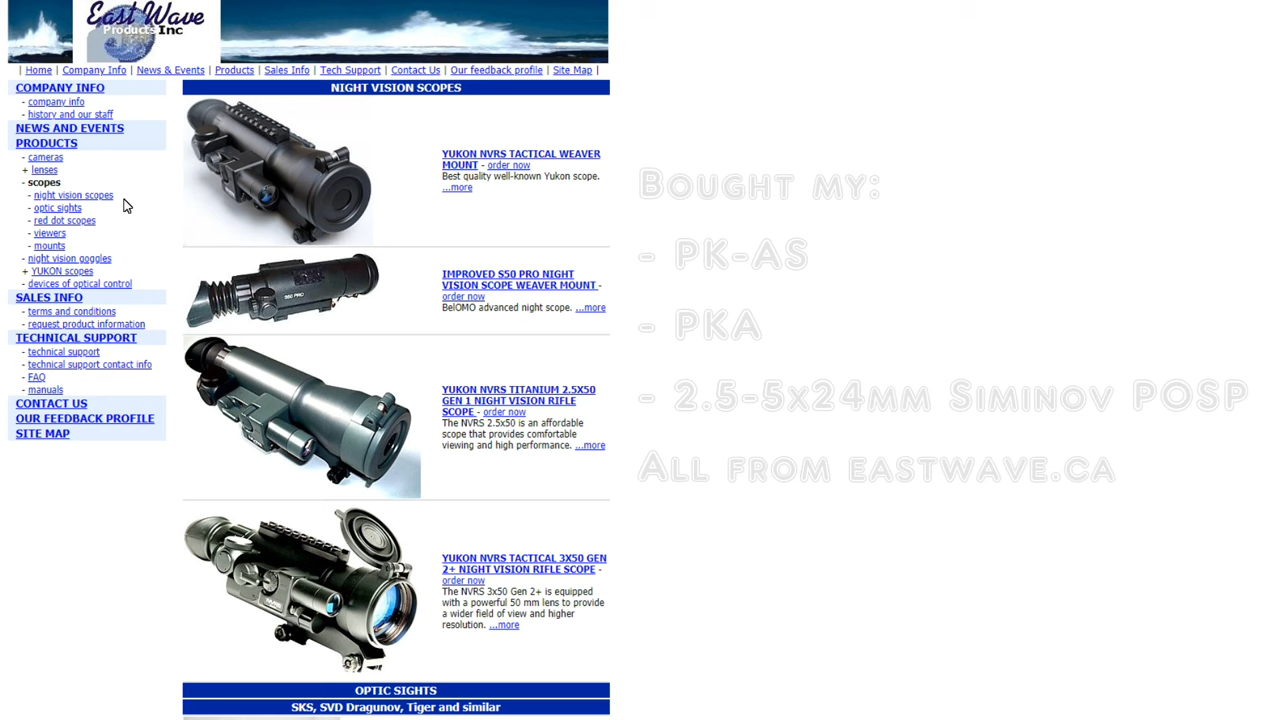 East Wave
Products Inc
| Home | Company Info | News & Events | Products | Sales Info | Tech Support | Contact Us | Our feedback profile | Site Map |
COMPANY INFO
- company info
- history and our staff
NEWS AND EVENTS
PRODUCTS
- cameras
+ lenses
- scopes
- night vision scopes
- optic sights
- red dot scopes
- viewers
- mounts
- night vision goggles
+ YUKON scopes
- devices of optical control
SALES INFO
- terms and conditions
- request product information
TECHNICAL SUPPORT
- technical support
- technical support contact info
- FAQ
- manuals
CONTACT US
OUR FEEDBACK PROFILE
SITE MAP
NIGHT VISION SCOPES
YUKON NVRS TACTICAL WEAVER
MOUNT - order now
Best quality well-known Yukon scope.
...more
S50 PRO
IMPROVED S50 PRO NIGHT
VISION SCOPE WEAVER MOUNT -
order now
BelOMO advanced night scope. ...more
YUKON NVRS TITANIUM 2.5X50
GEN 1 NIGHT VISION RIFLE
SCOPE - order now
The NVRS 2.5x50 is an affordable
scope that provides comfortable
viewing and high performance. ...more
YUKON NVRS TACTICAL 3X50 GEN
2+ NIGHT VISION RIFLE SCOPE -
order now
The NVRS 3x50 Gen 2+ is equipped
with a powerful 50 mm lens to provide
a wider field of view and higher
resolution. ...more
OPTIC SIGHTS
SKS, SVD Dragunov, Tiger and similar
Bought my:
- PK-AS
- PKA
- 2.5-5x24mm Siminov POSP
All from eastwave.ca